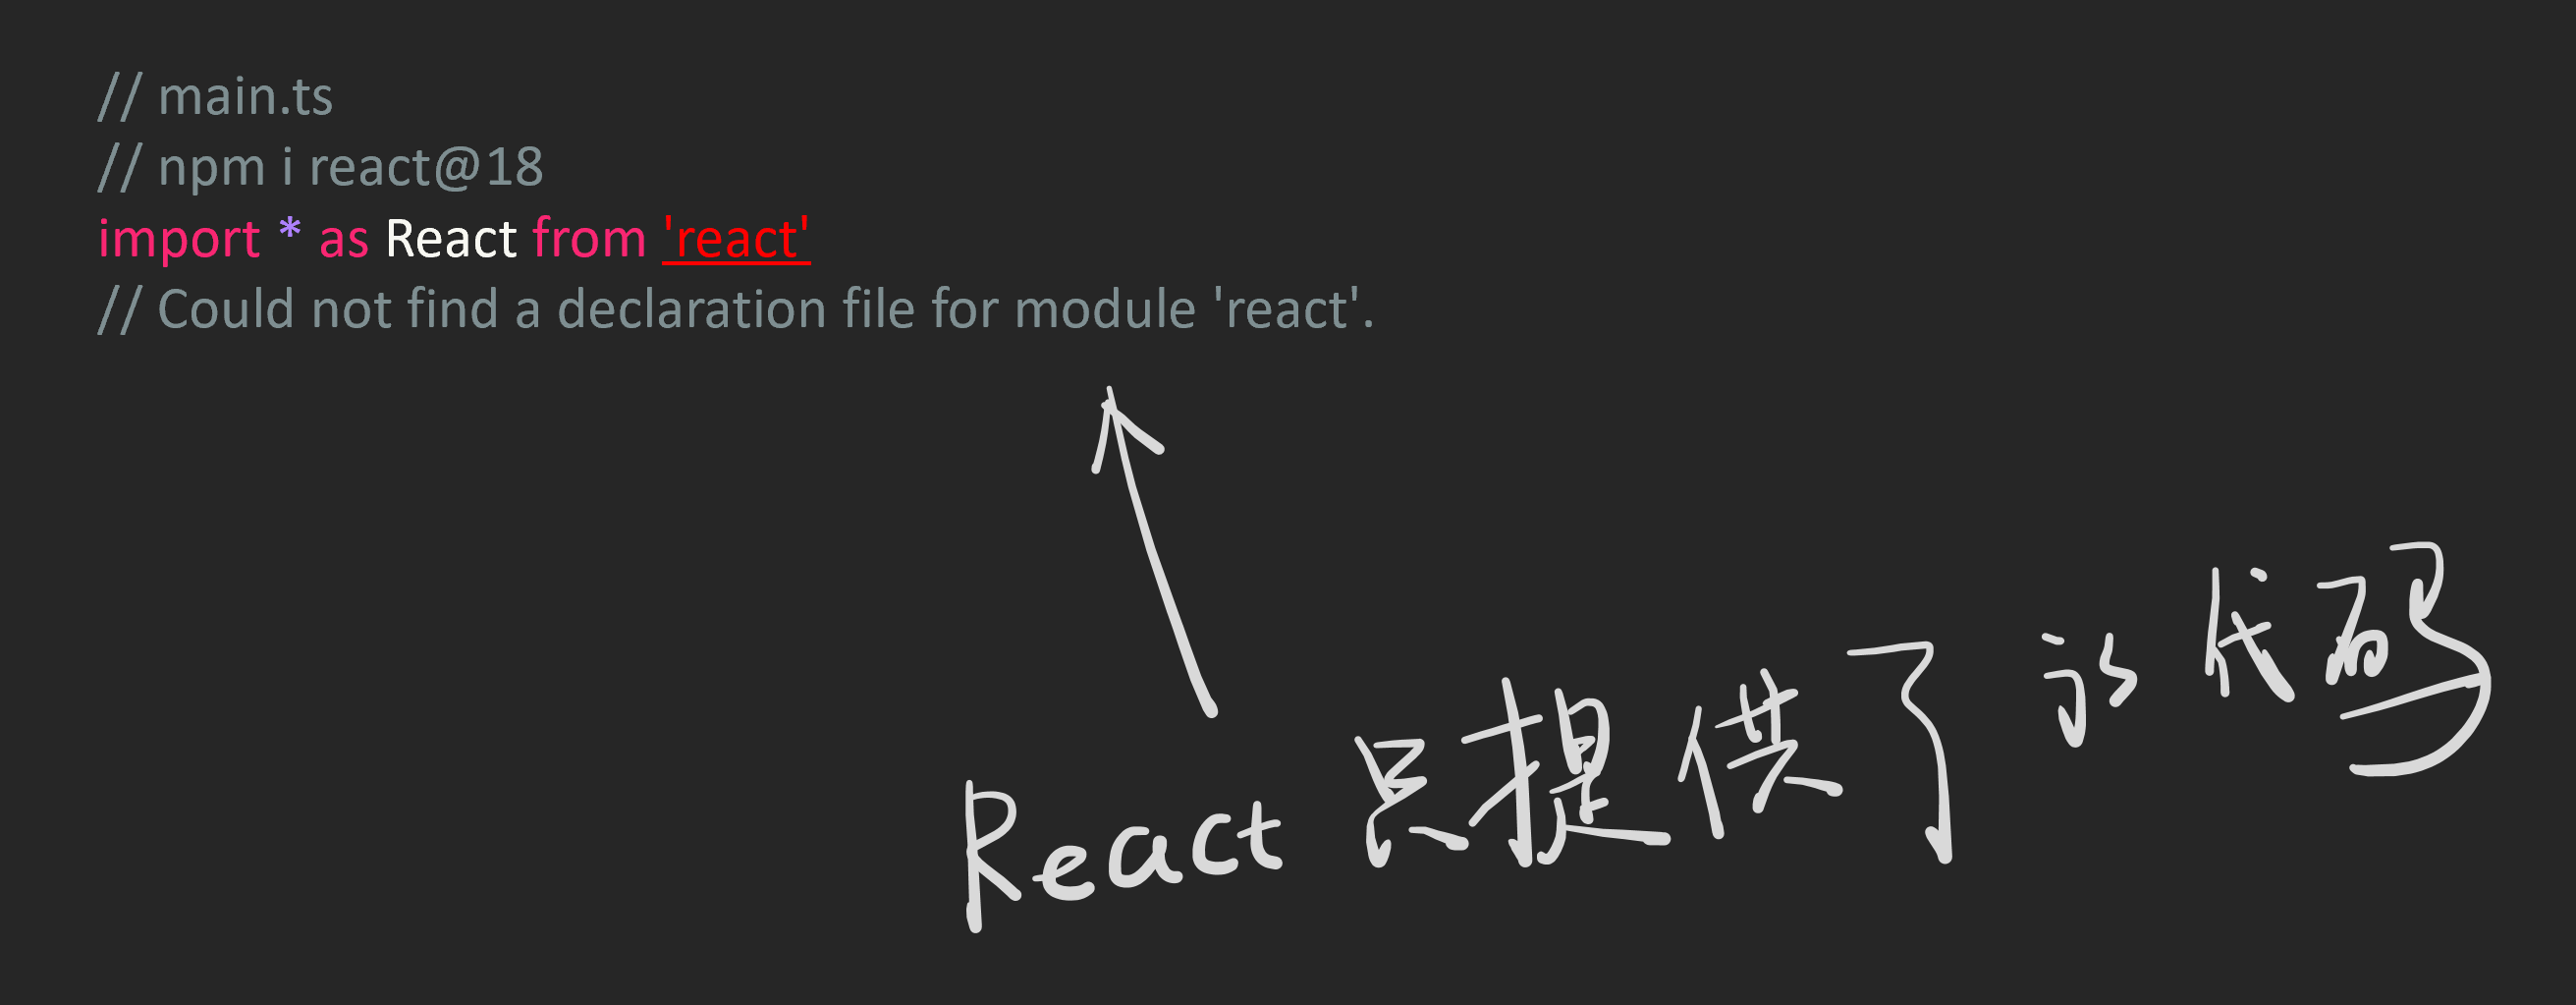 // main.ts
// npm i react@18
import * as React from 'react'
// Could not find a declaration file for module 'react'.
React 只提供了 js 代码